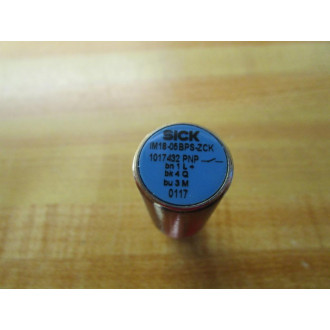 SICK
IM18-05BPS-ZCK
1017432 PNP
bn 1 L+
bk 4 Q
bu 3 M
0117